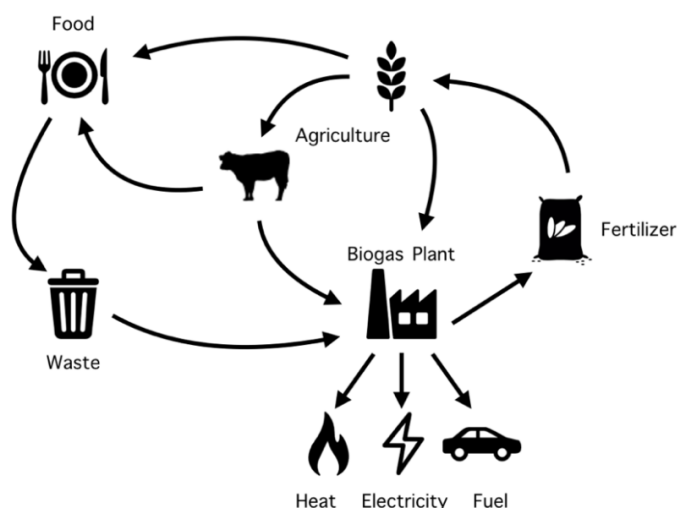 Food
Agriculture
Fertilizer
Biogas Plant
Waste
Heat Electricity Fuel